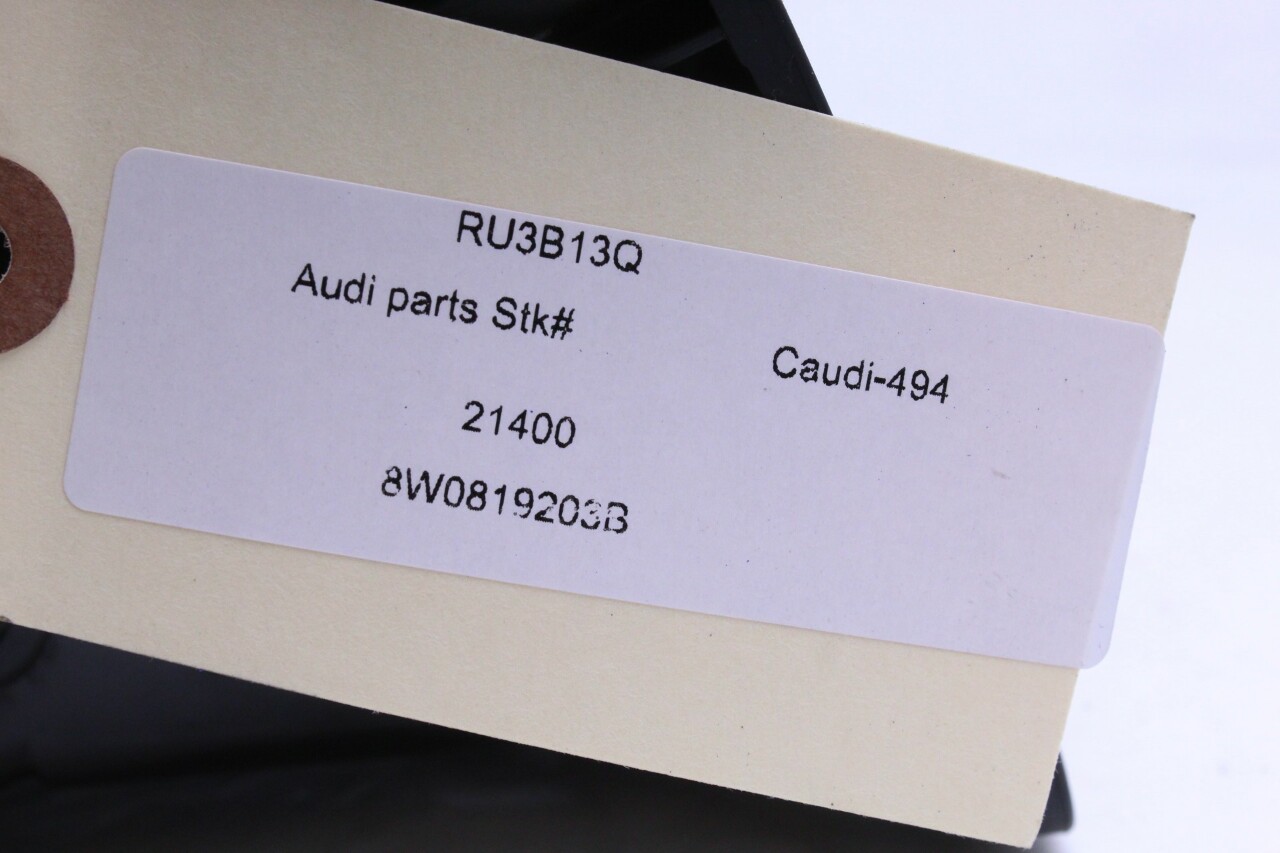 RU3B13Q
Audi parts Stk#
Caudi-494
21400
8W0819203B